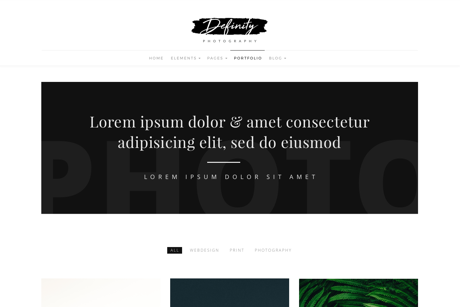 Definity
PHOTOGRAPHY
HOME ELEMENTS PAGES PORTFOLIO BLOG
PHOTO
Lorem ipsum dolor & amet consectetur
adipisicing elit, sed do eiusmod
LOREM IPSUM DOLOR SIT AMET
ALL WEBDESIGN PRINT PHOTOGRAPHY